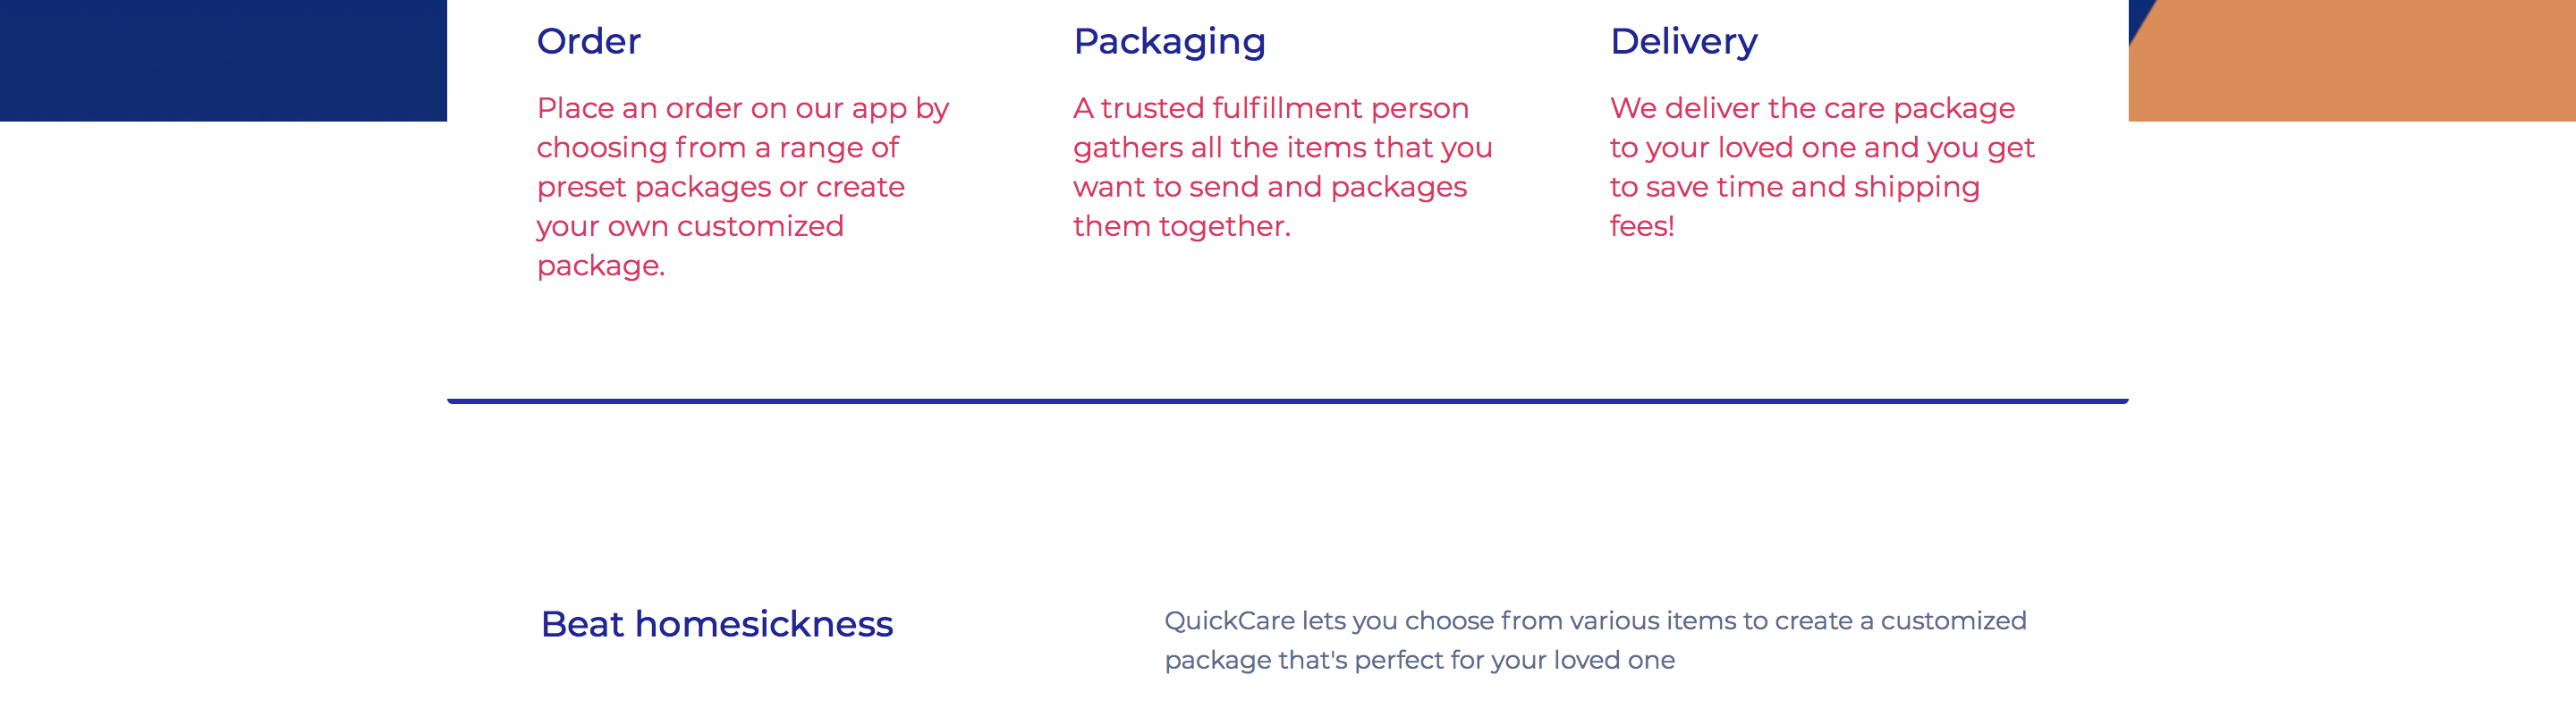 Order
Place an order on our app by
choosing from a range of
preset packages or create
your own customized
package.
Packaging
A trusted fulfillment person
gathers all the items that you
want to send and packages
them together.
Delivery
We deliver the care package
to your loved one and you get
to save time and shipping
fees!
Beat homesickness
QuickCare lets you choose from various items to create a customized
package that's perfect for your loved one